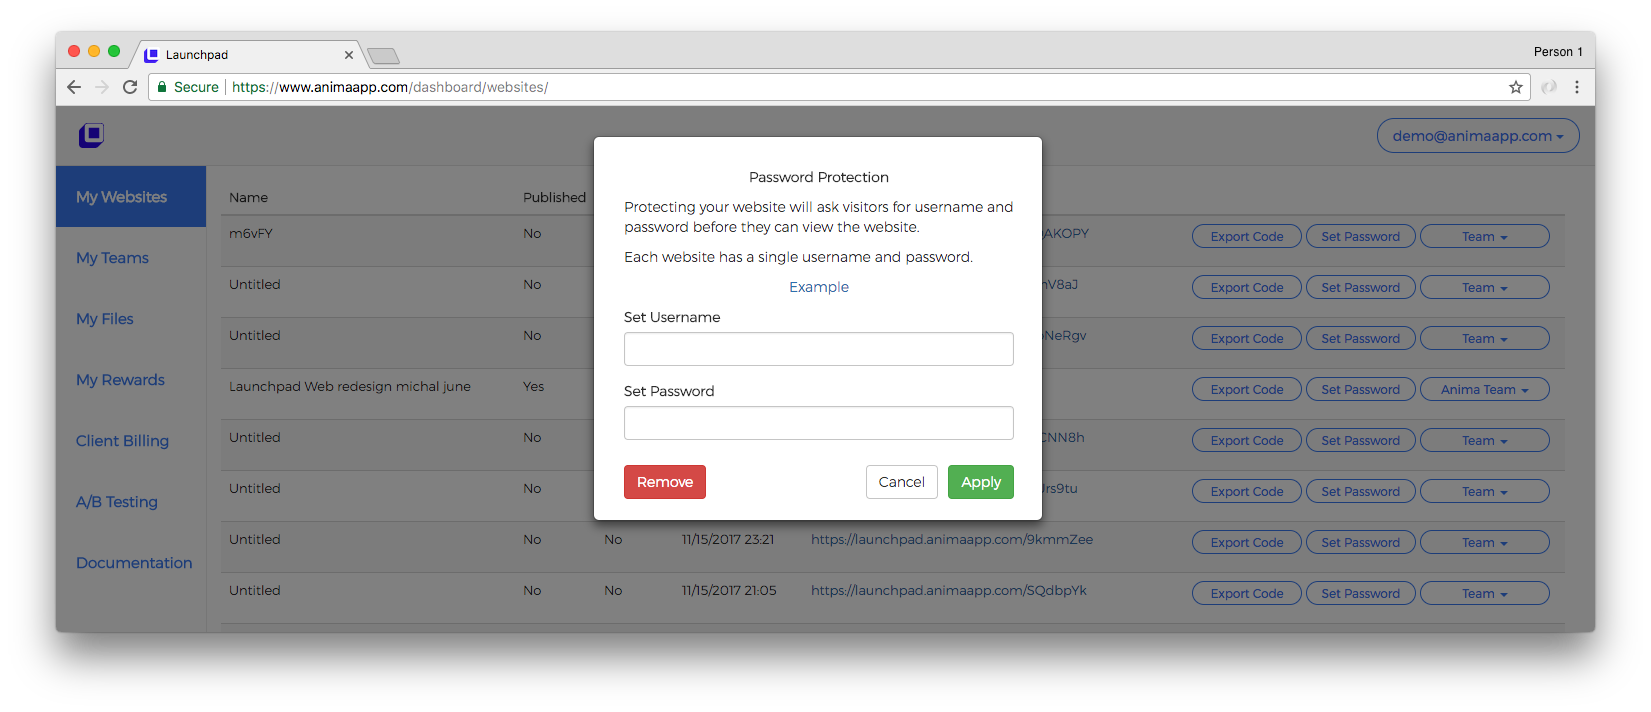 Launchpad
Person 1
Secure https://www.animaapp.com/dashboard/websites/
demo@animaapp.com
My Websites
My Teams
My Files
My Rewards
Client Billing
A/B Testing
Documentation
Name Published
m6vFY No AKOPY Export Code Set Password Team
Untitled No V8aJ Export Code Set Password Team
Untitled No NeRgv Export Code Set Password Team
Launchpad Web redesign michal june Yes Export Code Set Password Anima Team
Untitled No CNN8h Export Code Set Password Team
Untitled No rs9tu Export Code Set Password Team
Untitled No No 11/15/2017 23:21 https://launchpad.animaapp.com/9kmmZee Export Code Set Password Team
Untitled No No 11/15/2017 21:05 https://launchpad.animaapp.com/SQdbpYk Export Code Set Password Team
Password Protection
Protecting your website will ask visitors for username and
password before they can view the website.
Each website has a single username and password.
Example
Set Username
Set Password
Remove Cancel Apply